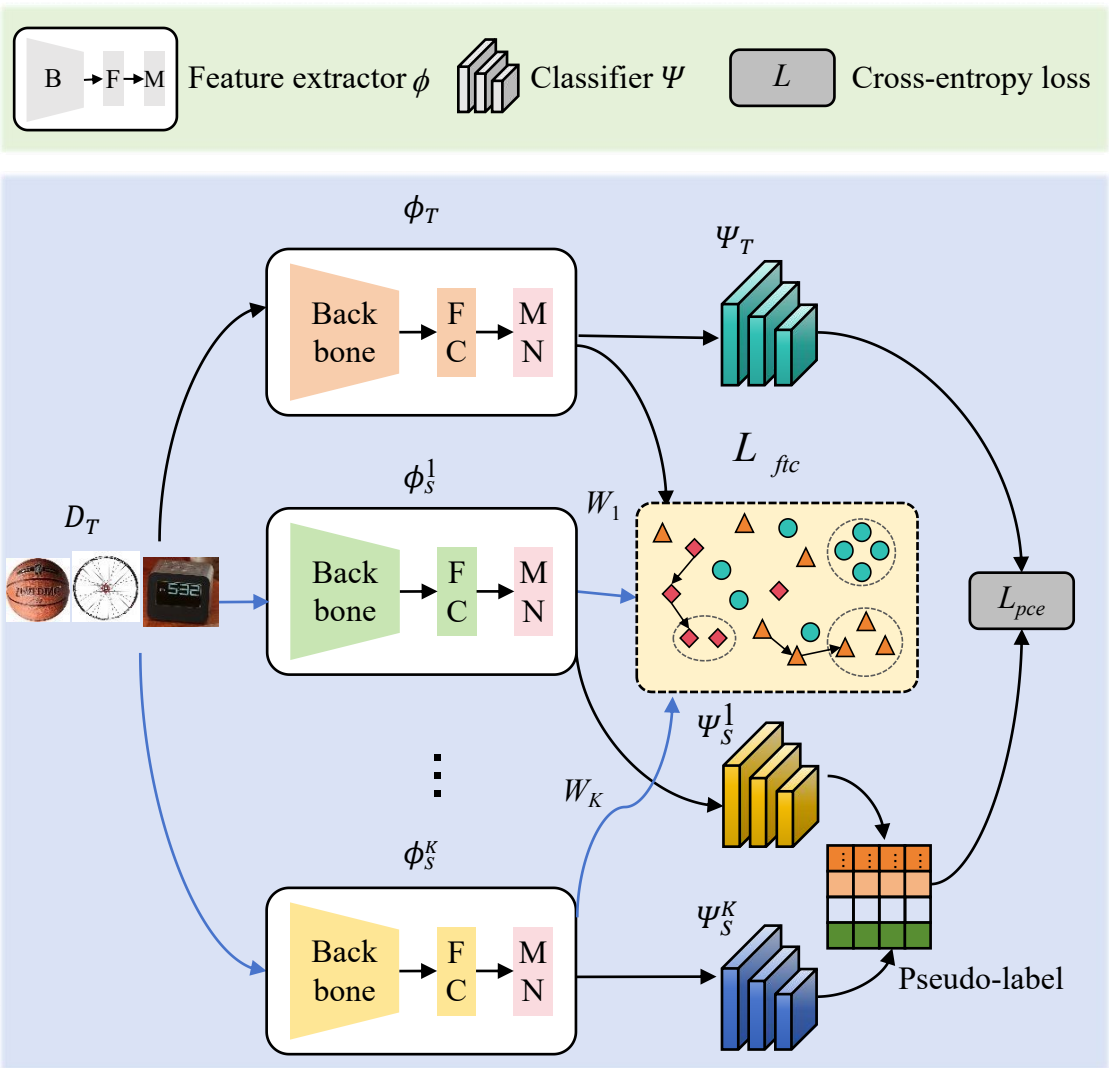 B F M Feature extractor ϕ Classifier Ψ L Cross-entropy loss
ϕ_T
Ψ_T
Back
bone
F
C
M
N
L_ftc
ϕ_s^1
W_1
D_T
532
Back
bone
F
C
M
N
L_pce
Ψ_S^1
W_K
ϕ_S^K
Ψ_S^K
Back
bone
F
C
M
N
Pseudo-label